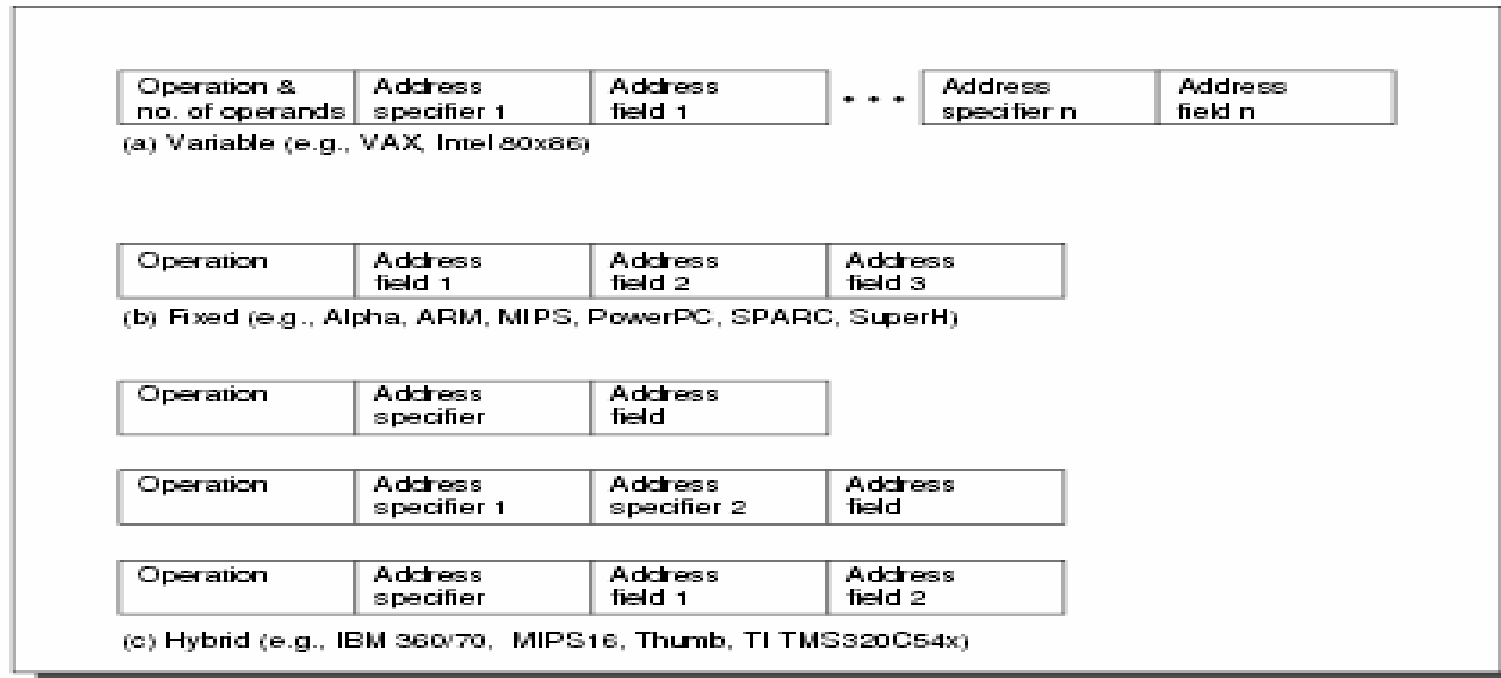 Operation & no. of operands Address specifier 1 Address field 1 • • • Address specifier n Address field n
(a) Variable (e.g., VAX, Intel 80x86)
Operation Address field 1 Address field 2 Address field 3
(b) Fixed (e.g., Alpha, ARM, MIPS, PowerPC, SPARC, SuperH)
Operation Address specifier Address field
Operation Address specifier 1 Address specifier 2 Address field
Operation Address specifier Address field 1 Address field 2
(c) Hybrid (e.g., IBM 360/70, MIPS16, Thumb, TI TMS320C54x)